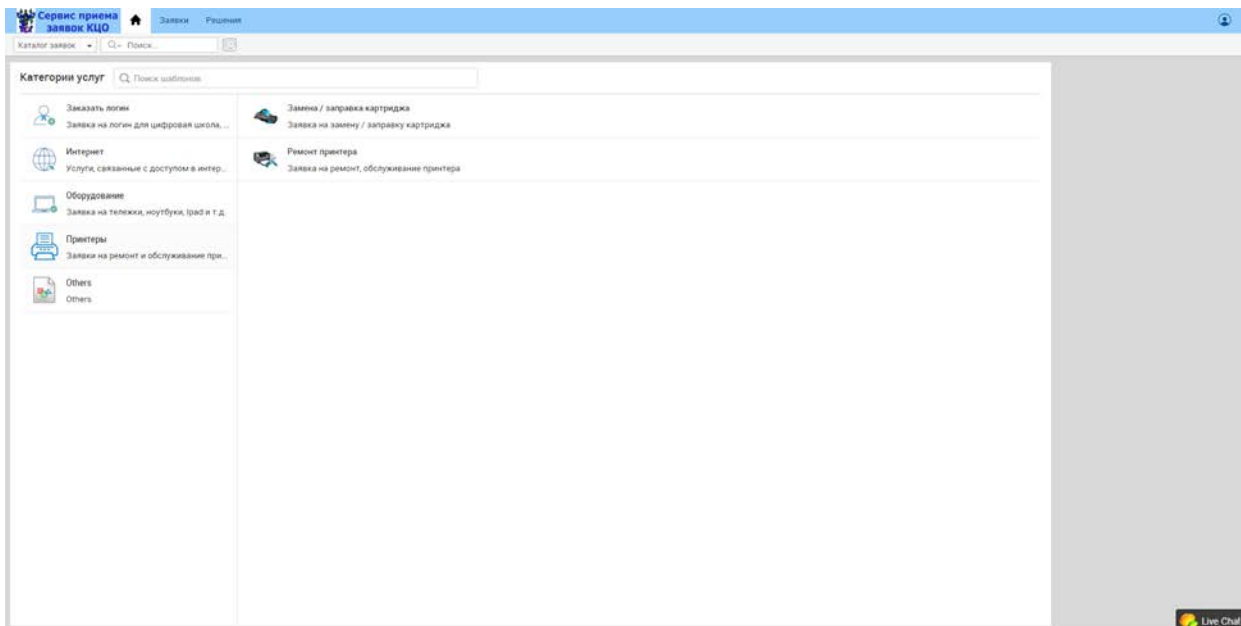 Сервис приема
заявок КЦО
Заявки Решения
Каталог заявок
Поиск...
Категории услуг
Поиск шаблонов
Заказать логин
Заявка на логин для цифровая школа, ...
Интернет
Услуги, связанные с доступом в интер...
Оборудование
Заявка на тележки, ноутбуки, Ipad и т.д.
Принтеры
Заявки на ремонт и обслуживание при...
Others
Others
Замена / заправка картриджа
Заявка на замену / заправку картриджа
Ремонт принтера
Заявка на ремонт, обслуживание принтера
Live Chat